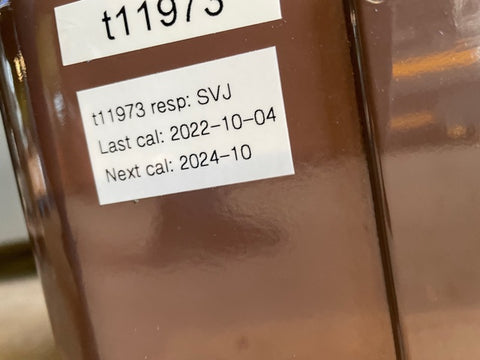 t11973
t11973 resp: SVJ
Last cal: 2022-10-04
Next cal: 2024-10